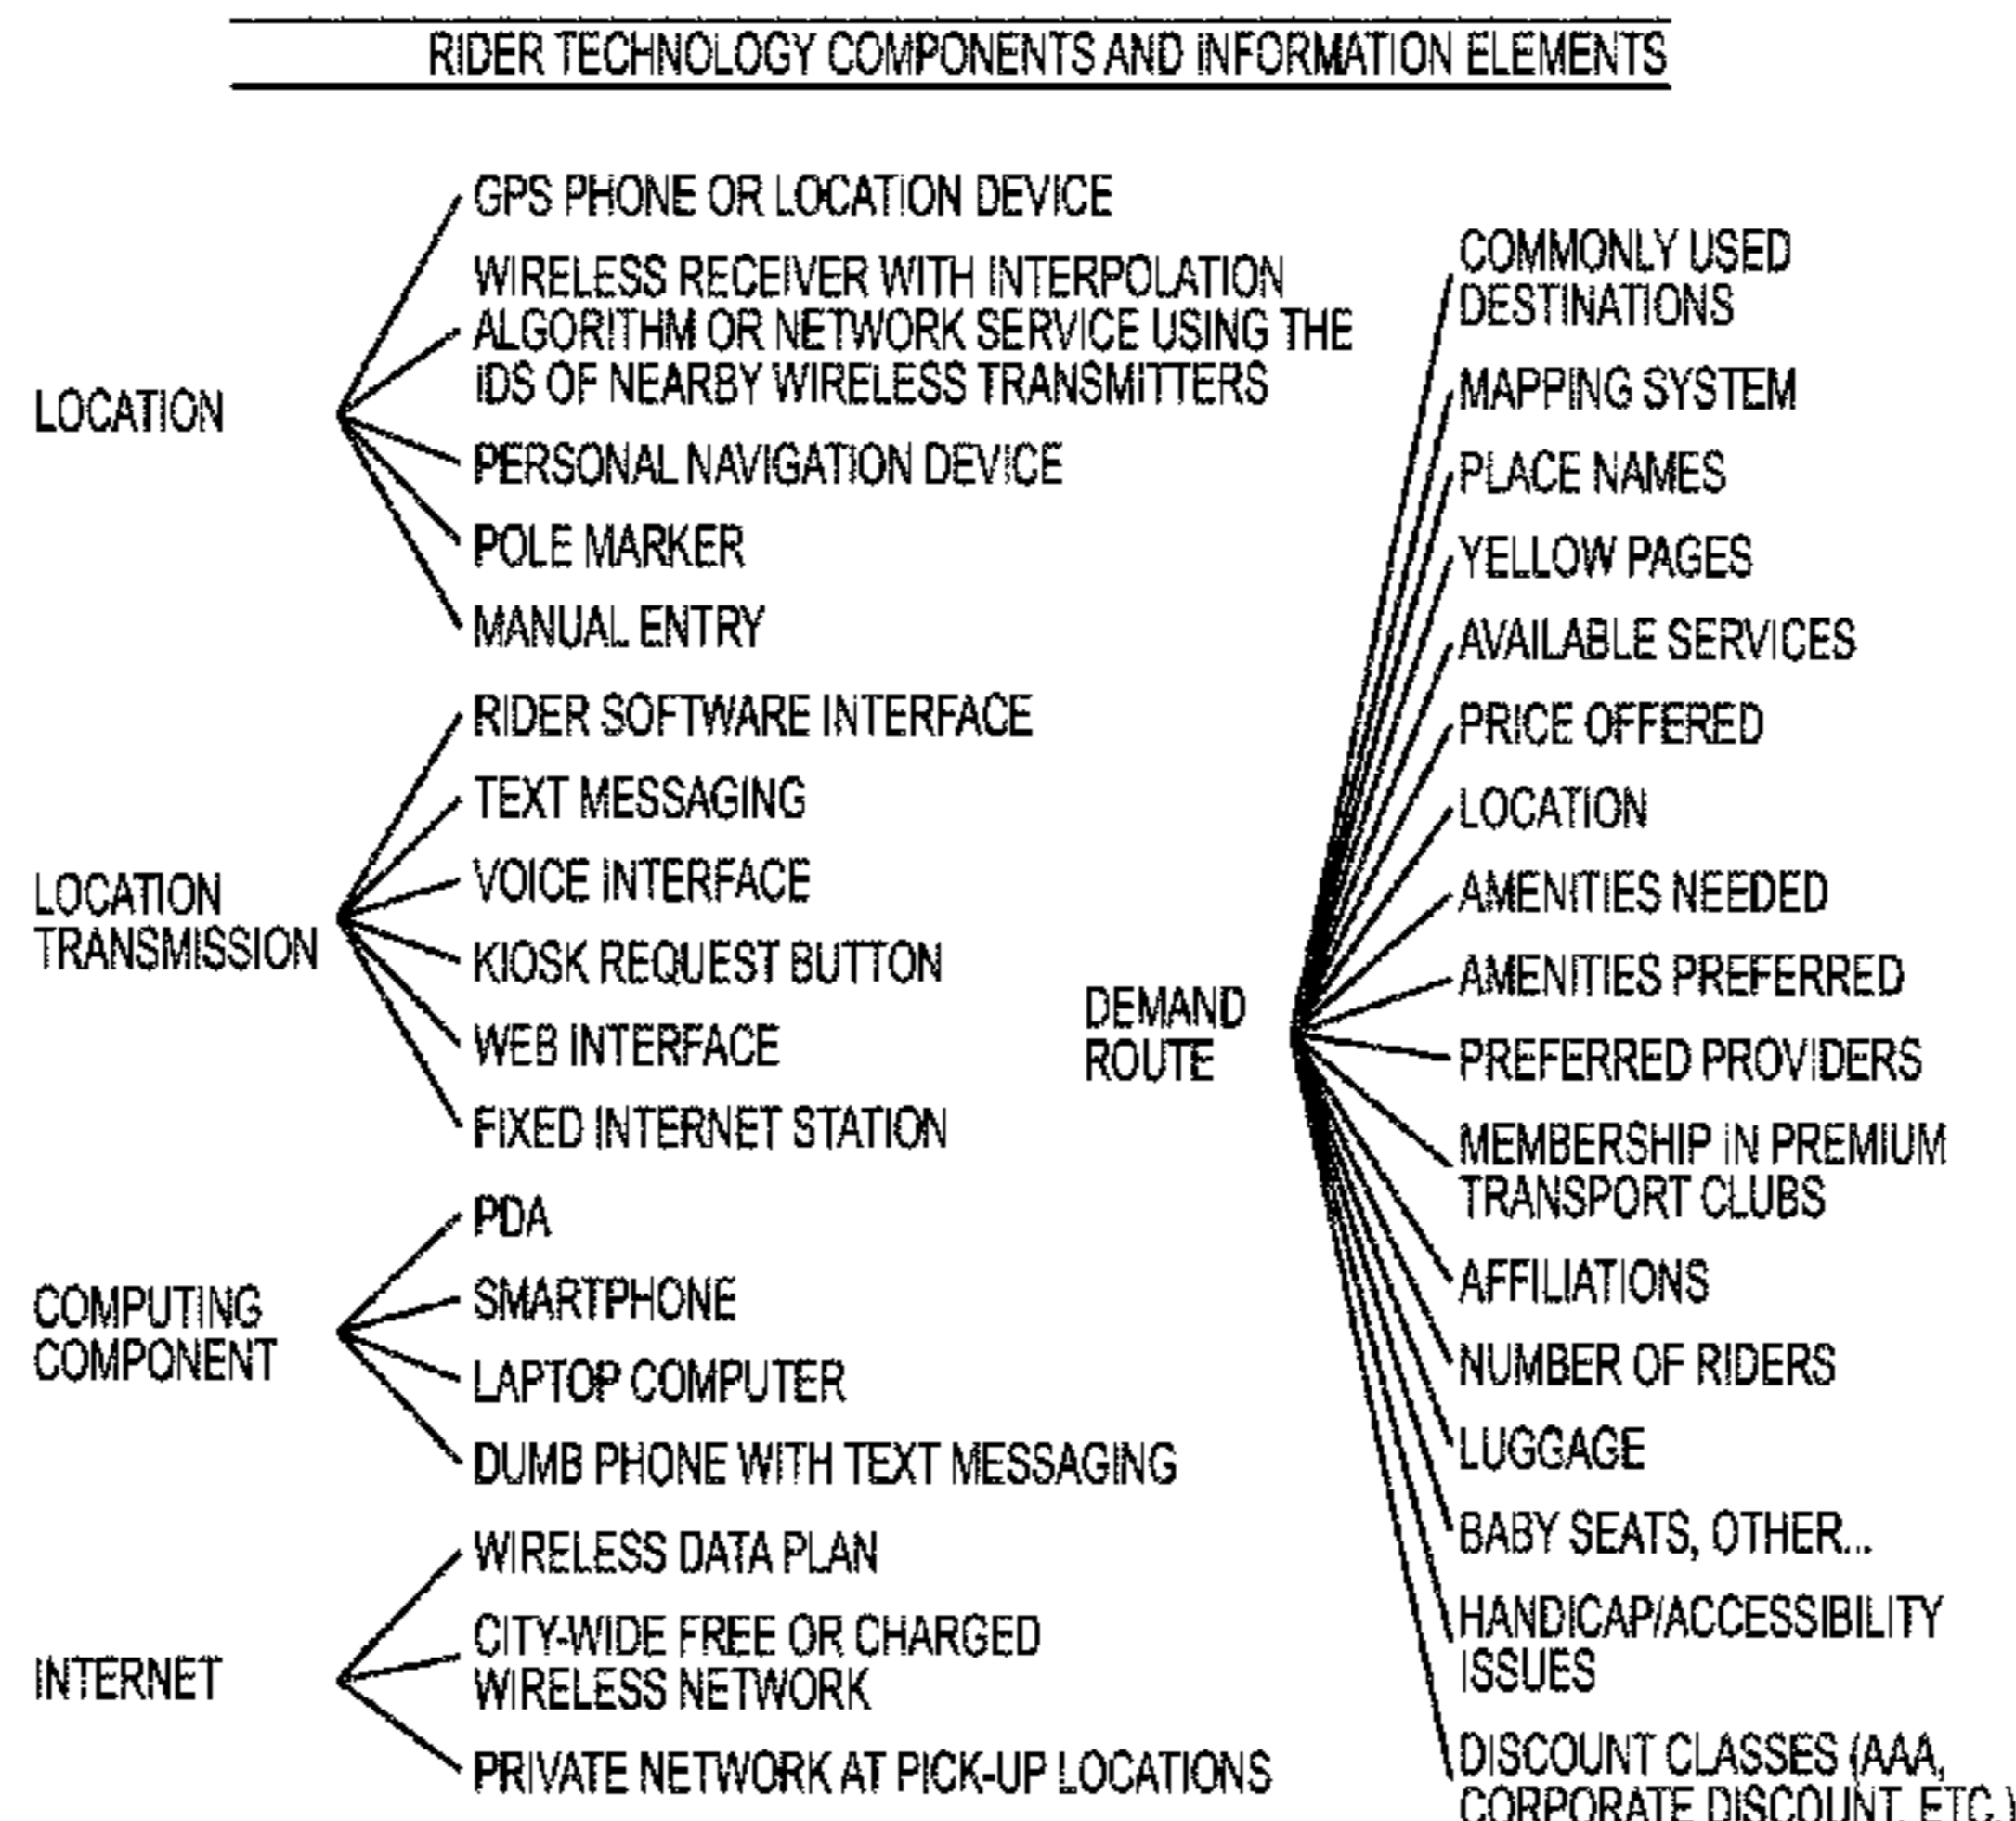 RIDER TECHNOLOGY COMPONENTS AND INFORMATION ELEMENTS
LOCATION
GPS PHONE OR LOCATION DEVICE
WIRELESS RECEIVER WITH INTERPOLATION
ALGORITHM OR NETWORK SERVICE USING THE
IDS OF NEARBY WIRELESS TRANSMITTERS
PERSONAL NAVIGATION DEVICE
POLE MARKER
MANUAL ENTRY
LOCATION
TRANSMISSION
RIDER SOFTWARE INTERFACE
TEXT MESSAGING
VOICE INTERFACE
KIOSK REQUEST BUTTON
WEB INTERFACE
FIXED INTERNET STATION
COMPUTING
COMPONENT
PDA
SMARTPHONE
LAPTOP COMPUTER
DUMB PHONE WITH TEXT MESSAGING
INTERNET
WIRELESS DATA PLAN
CITY-WIDE FREE OR CHARGED
WIRELESS NETWORK
PRIVATE NETWORK AT PICK-UP LOCATIONS
DEMAND
ROUTE
COMMONLY USED
DESTINATIONS
MAPPING SYSTEM
PLACE NAMES
YELLOW PAGES
AVAILABLE SERVICES
PRICE OFFERED
LOCATION
AMENITIES NEEDED
AMENITIES PREFERRED
PREFERRED PROVIDERS
MEMBERSHIP IN PREMIUM
TRANSPORT CLUBS
AFFILIATIONS
NUMBER OF RIDERS
LUGGAGE
BABY SEATS, OTHER...
HANDICAP/ACCESSIBILITY
ISSUES
DISCOUNT CLASSES (AAA,
CORPORATE DISCOUNT, ETC.)